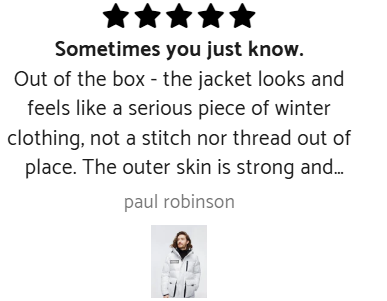 Sometimes you just know.
Out of the box - the jacket looks and
feels like a serious piece of winter
clothing, not a stitch nor thread out of
place. The outer skin is strong and...
paul robinson